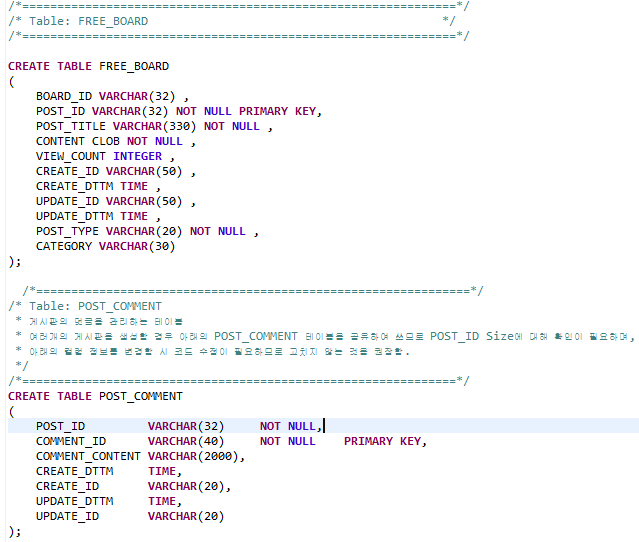 /*==============================================================*/
/* Table: FREE_BOARD */
/*==============================================================*/
CREATE TABLE FREE_BOARD
(
BOARD_ID VARCHAR(32) ,
POST_ID VARCHAR(32) NOT NULL PRIMARY KEY,
POST_TITLE VARCHAR(330) NOT NULL ,
CONTENT CLOB NOT NULL ,
VIEW_COUNT INTEGER ,
CREATE_ID VARCHAR(50) ,
CREATE_DTTM TIME ,
UPDATE_ID VARCHAR(50) ,
UPDATE_DTTM TIME ,
POST_TYPE VARCHAR(20) NOT NULL ,
CATEGORY VARCHAR(30)
);
/*==============================================================*/
/* Table: POST_COMMENT
* 게시판의 덧글을 관리하는 테이블
* 여러개의 게시판을 생성할 경우 아래의 POST_COMMENT 테이블을 공유하여 쓰므로 POST_ID Size에 대해 확인이 필요하며,
* 아래의 컬럼 정보를 변경할 시 코드 수정이 필요하므로 고치지 않는 것을 권장함.
*/
/*==============================================================*/
CREATE TABLE POST_COMMENT
(
POST_ID VARCHAR(32) NOT NULL,
COMMENT_ID VARCHAR(40) NOT NULL PRIMARY KEY,
COMMENT_CONTENT VARCHAR(2000),
CREATE_DTTM TIME,
CREATE_ID VARCHAR(20),
UPDATE_DTTM TIME,
UPDATE_ID VARCHAR(20)
);